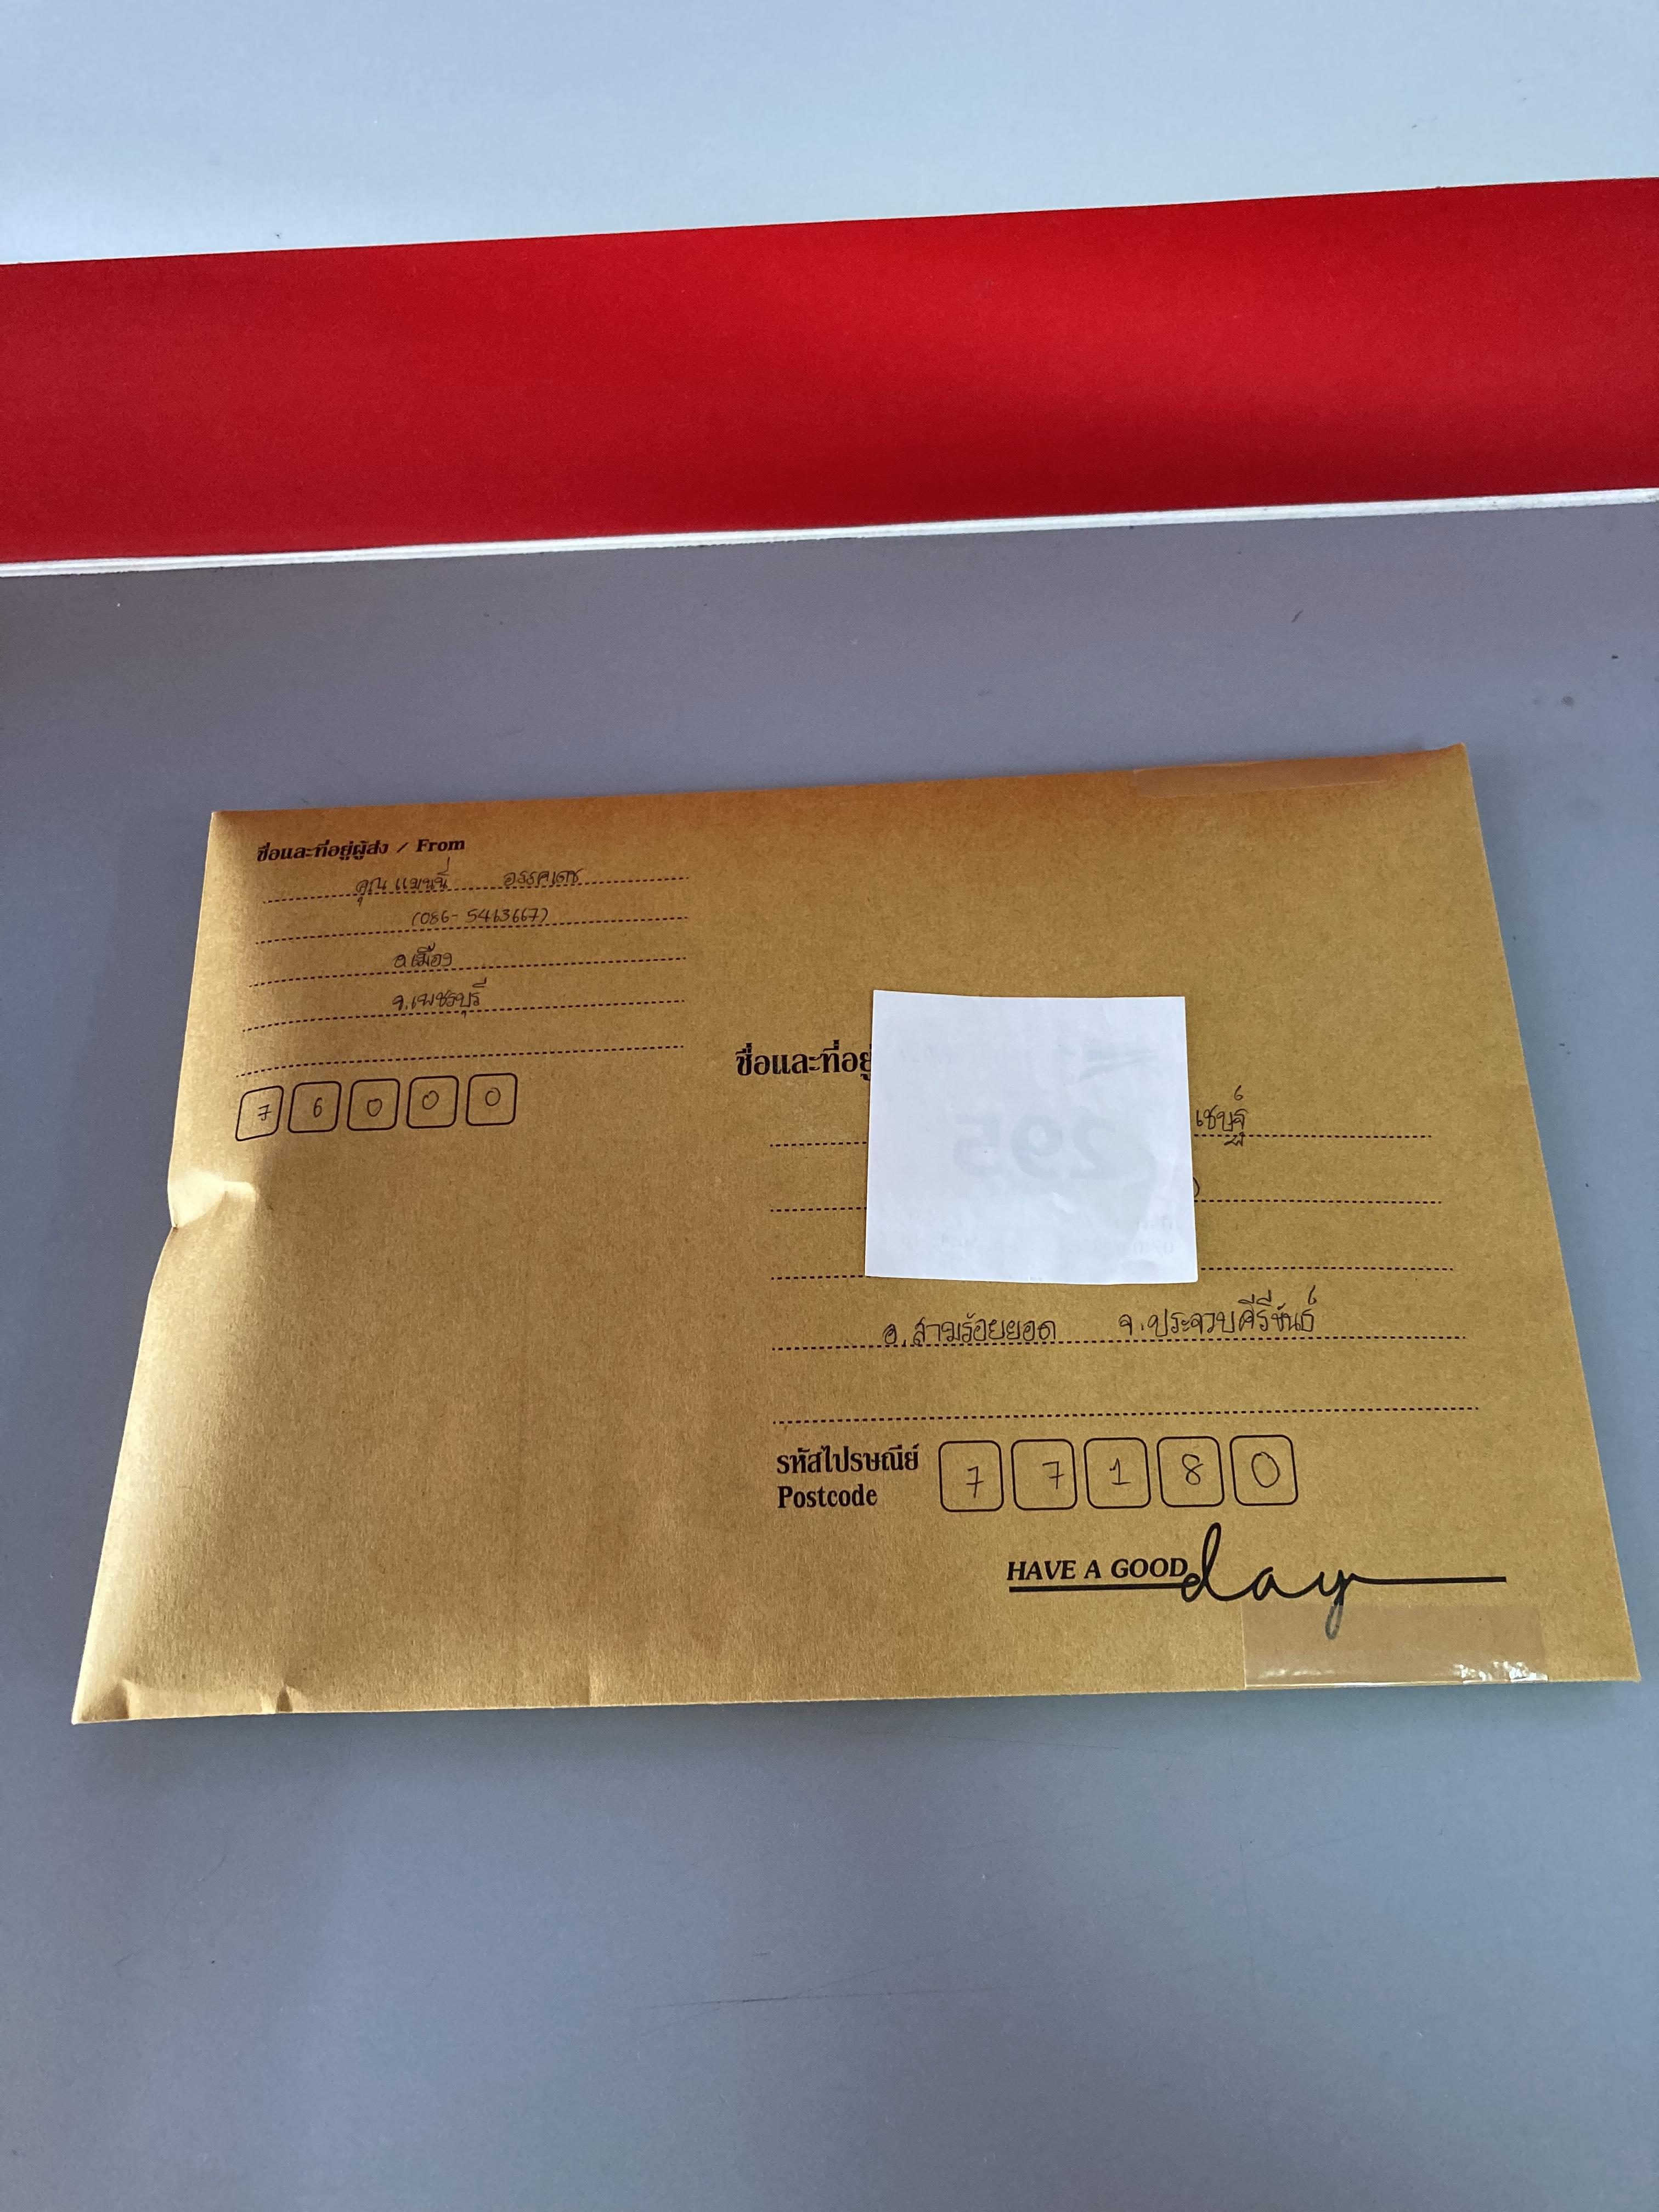 ชื่อและที่อยู่ผู้ส่ง / From
คุณ แมนนี่ อรรคเดช
(086-5463667)
อ.เมือง
จ.เพชรบุรี
76000
ชื่อและที่อยู่
เชษฐ์
)
295
อ.สามร้อยยอด จ.ประจวบคีรีขันธ์
รหัสไปรษณีย์
Postcode
77180
HAVE A GOOD day